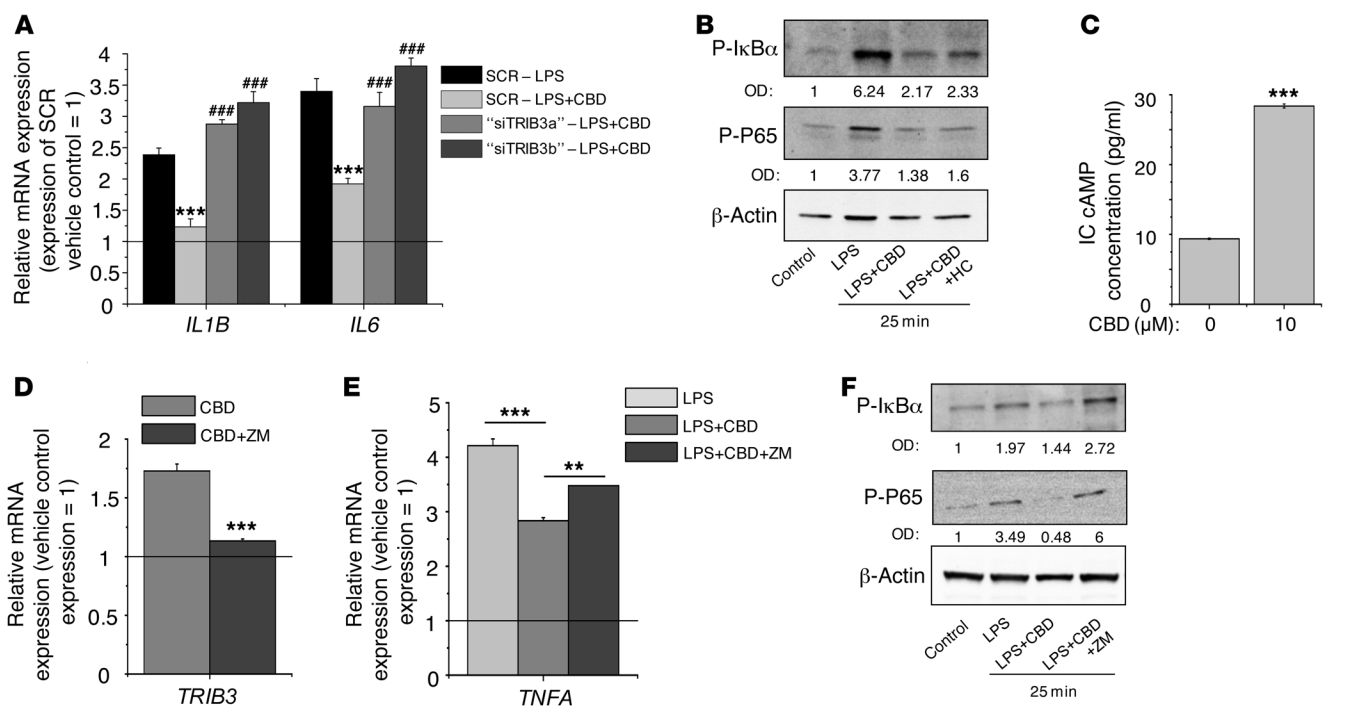 A
Relative mRNA expression
(expression of SCR
vehicle control = 1)
4
3.5
3
2.5
2
1.5
1
0.5
0
***
###
###
***
###
###
IL1B
IL6
SCR – LPS
SCR – LPS+CBD
“siTRIB3a” – LPS+CBD
“siTRIB3b” – LPS+CBD
B
P-IκBα
OD: 1 6.24 2.17 2.33
P-P65
OD: 1 3.77 1.38 1.6
β-Actin
Control
LPS
LPS+CBD
LPS+CBD
+HC
25 min
C
IC cAMP
concentration (pg/ml)
30
20
10
0
***
CBD (μM): 0 10
D
CBD
CBD+ZM
Relative mRNA
expression (vehicle control
expression = 1)
2
1.5
1
0.5
0
***
TRIB3
E
Relative mRNA
expression (vehicle control
expression = 1)
5
4
3
2
1
0
***
**
TNFA
LPS
LPS+CBD
LPS+CBD+ZM
F
P-IκBα
OD: 1 1.97 1.44 2.72
P-P65
OD: 1 3.49 0.48 6
β-Actin
Control
LPS
LPS+CBD
LPS+CBD
+ZM
25 min